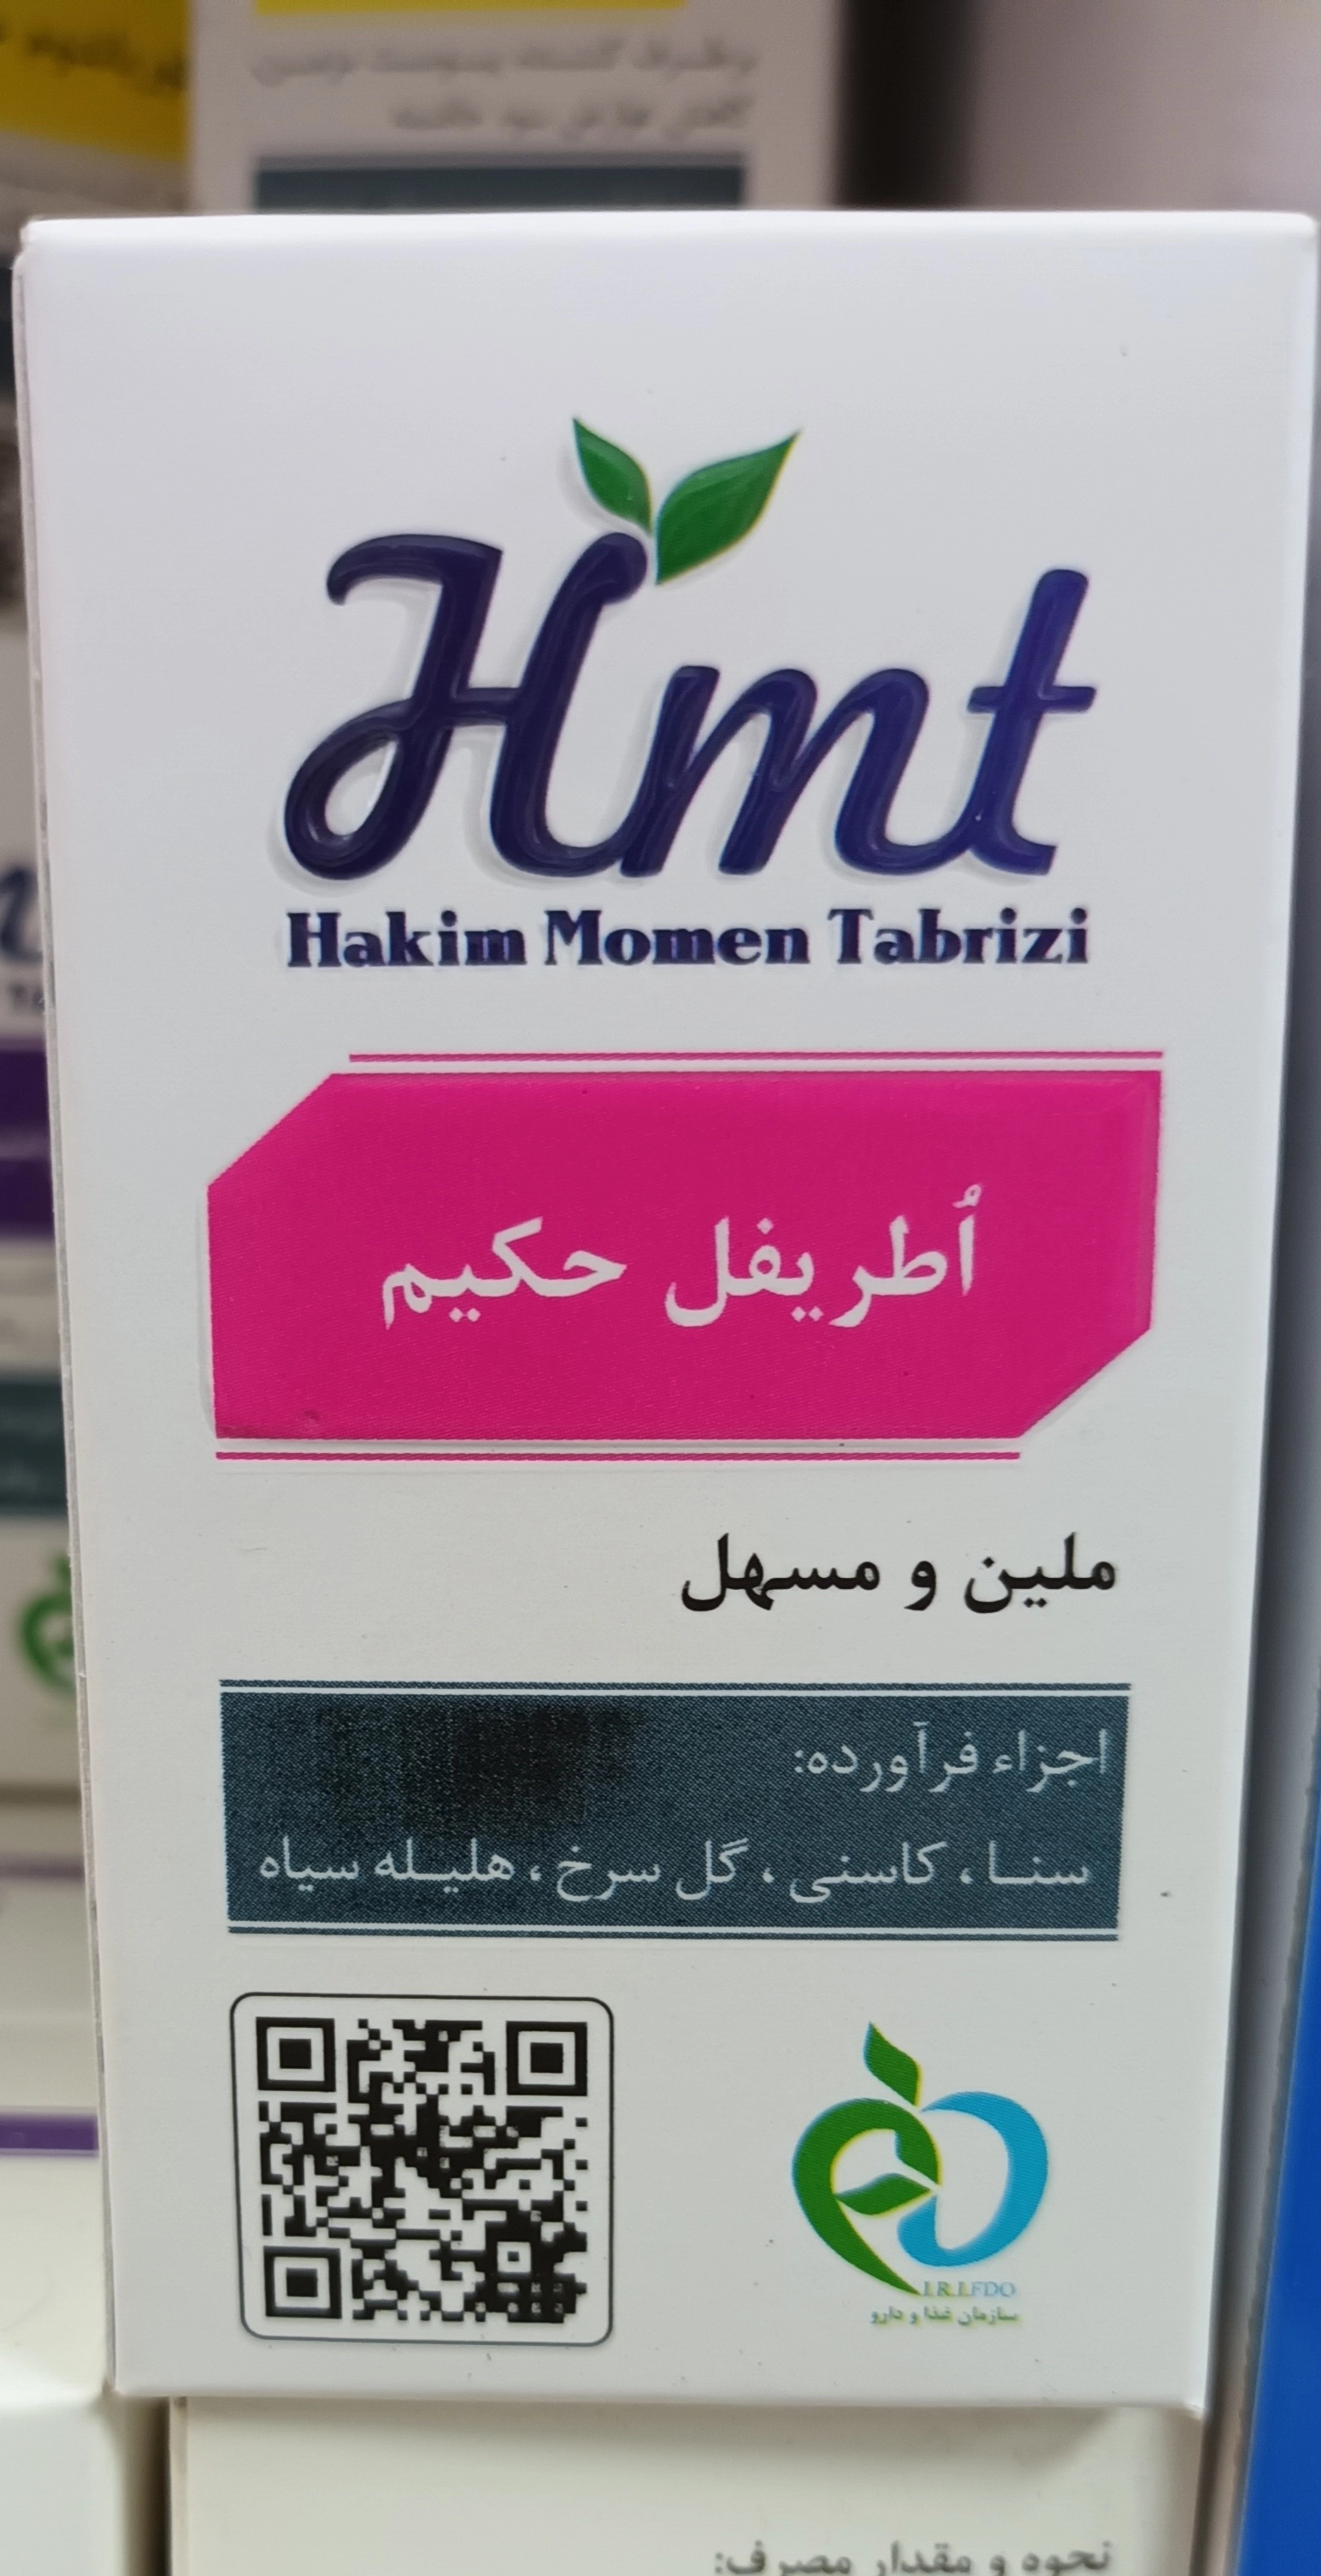 Hmt
Hakim Momen Tabrizi
اُطریفل حکیم
ملین و مسهل
اجزاء فرآورده:
سنا، کاسنی، گل سرخ، هلیله سیاه
I.R.I.FDO
سازمان غذا و دارو
نحوه و مقدار مصرف: